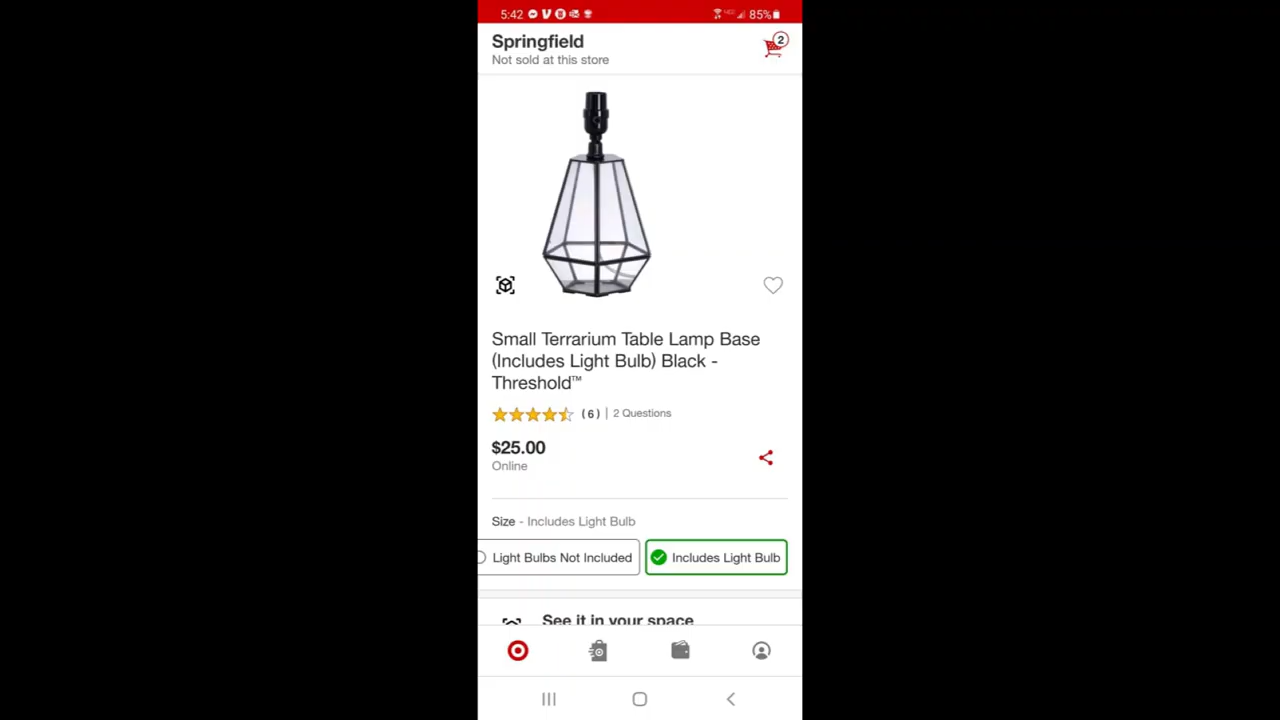 5:42
85%
Springfield
2
Not sold at this store
Small Terrarium Table Lamp Base
(Includes Light Bulb) Black -
Threshold™
(6) | 2 Questions
$25.00
Online
Size - Includes Light Bulb
Light Bulbs Not Included
Includes Light Bulb
See it in your space